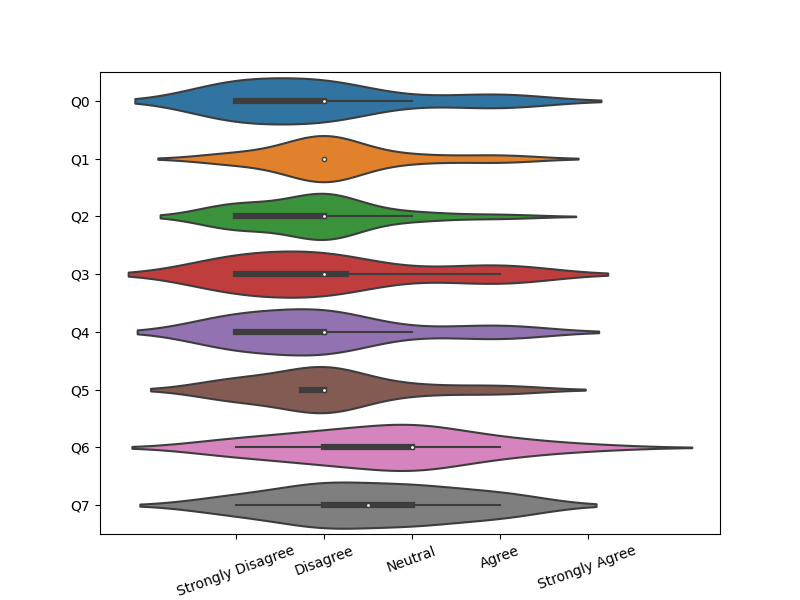 Q0
Q1
Q2
Q3
Q4
Q5
Q6
Q7
Strongly Disagree
Disagree
Neutral
Agree
Strongly Agree